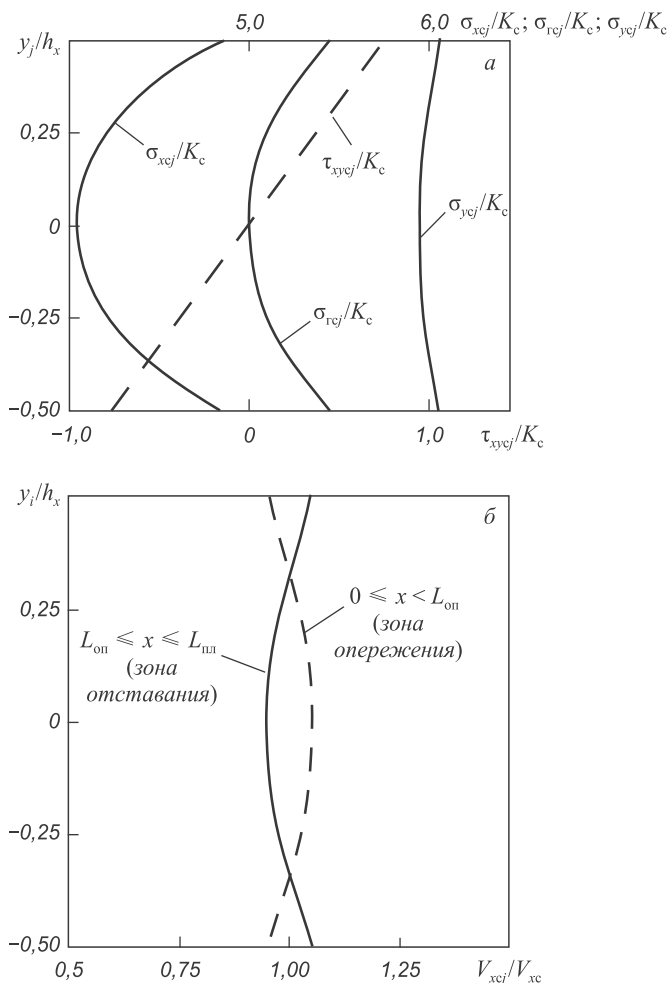 5,0 6,0 σxcj/Kc; σгcj/Kc; σycj/Kc
yj/hx
а
0,25
σxcj/Kc
τxycj/Kc
σycj/Kc
0
σгcj/Kc
−0,25
−0,50
−1,0 0 1,0 τxycj/Kc
yi/hx
б
0 ⩽ x < Lоп
0,25
(зона
опережения)
Lоп ⩽ x ⩽ Lпл
(зона
отставания)
0
−0,25
−0,50
0,5 0,75 1,00 1,25 Vxcj/Vxc